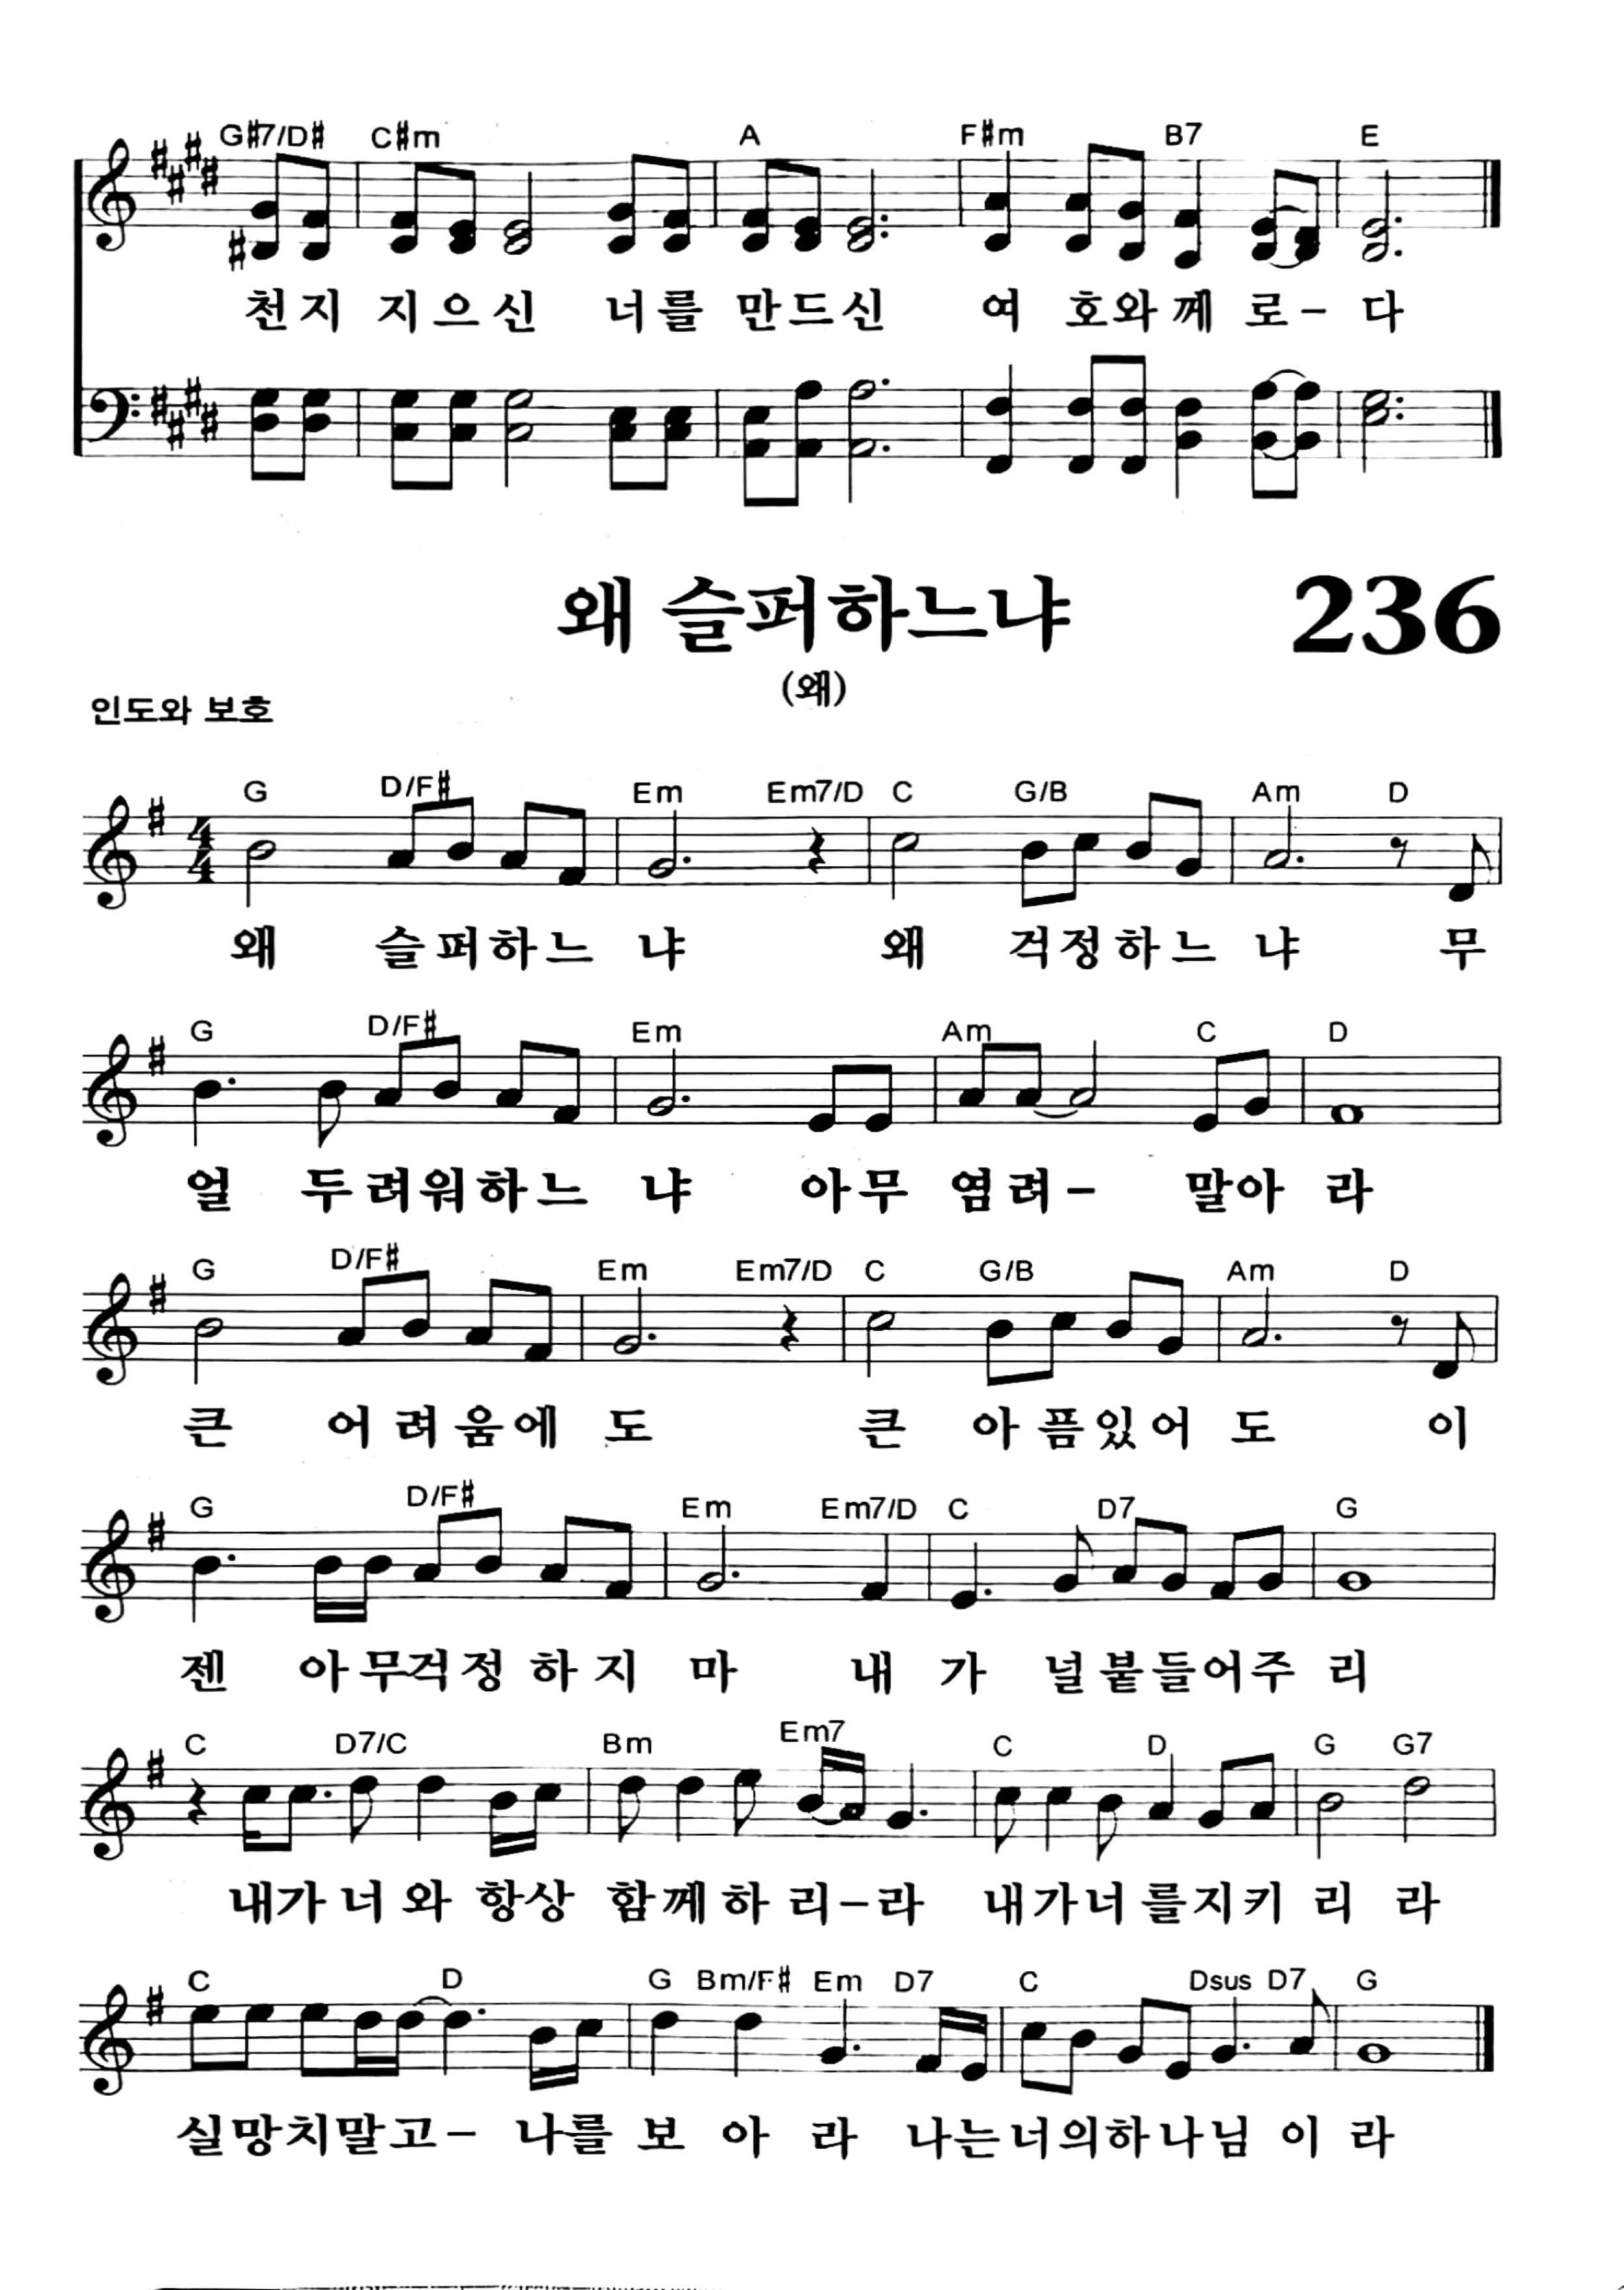 G#7/D# C#m A F#m B7 E
천지 지으신 너를 만드신 여 호와께 로- 다
왜 슬퍼하느냐 236
(왜)
인도와 보호
G D/F# Em Em7/D C G/B Am D
4/4
왜 슬퍼하느 냐 왜 걱정하느 냐 무
G D/F# Em Am C D
얼 두려워하느 냐 아무 염려- 말아 라
G D/F# Em Em7/D C G/B Am D
큰 어려움에 도 큰 아픔있어 도 이
G D/F# Em Em7/D C D7 G
젠 아무걱정 하지 마 내 가 널붙들어주 리
C D7/C Bm Em7 C D G G7
내가 너와 항상 함께하 리-라 내가너 를지키 리 라
C D G Bm/F# Em D7 C Dsus D7 G
실망치말고- 나를 보 아 라 나는너의하나님 이 라